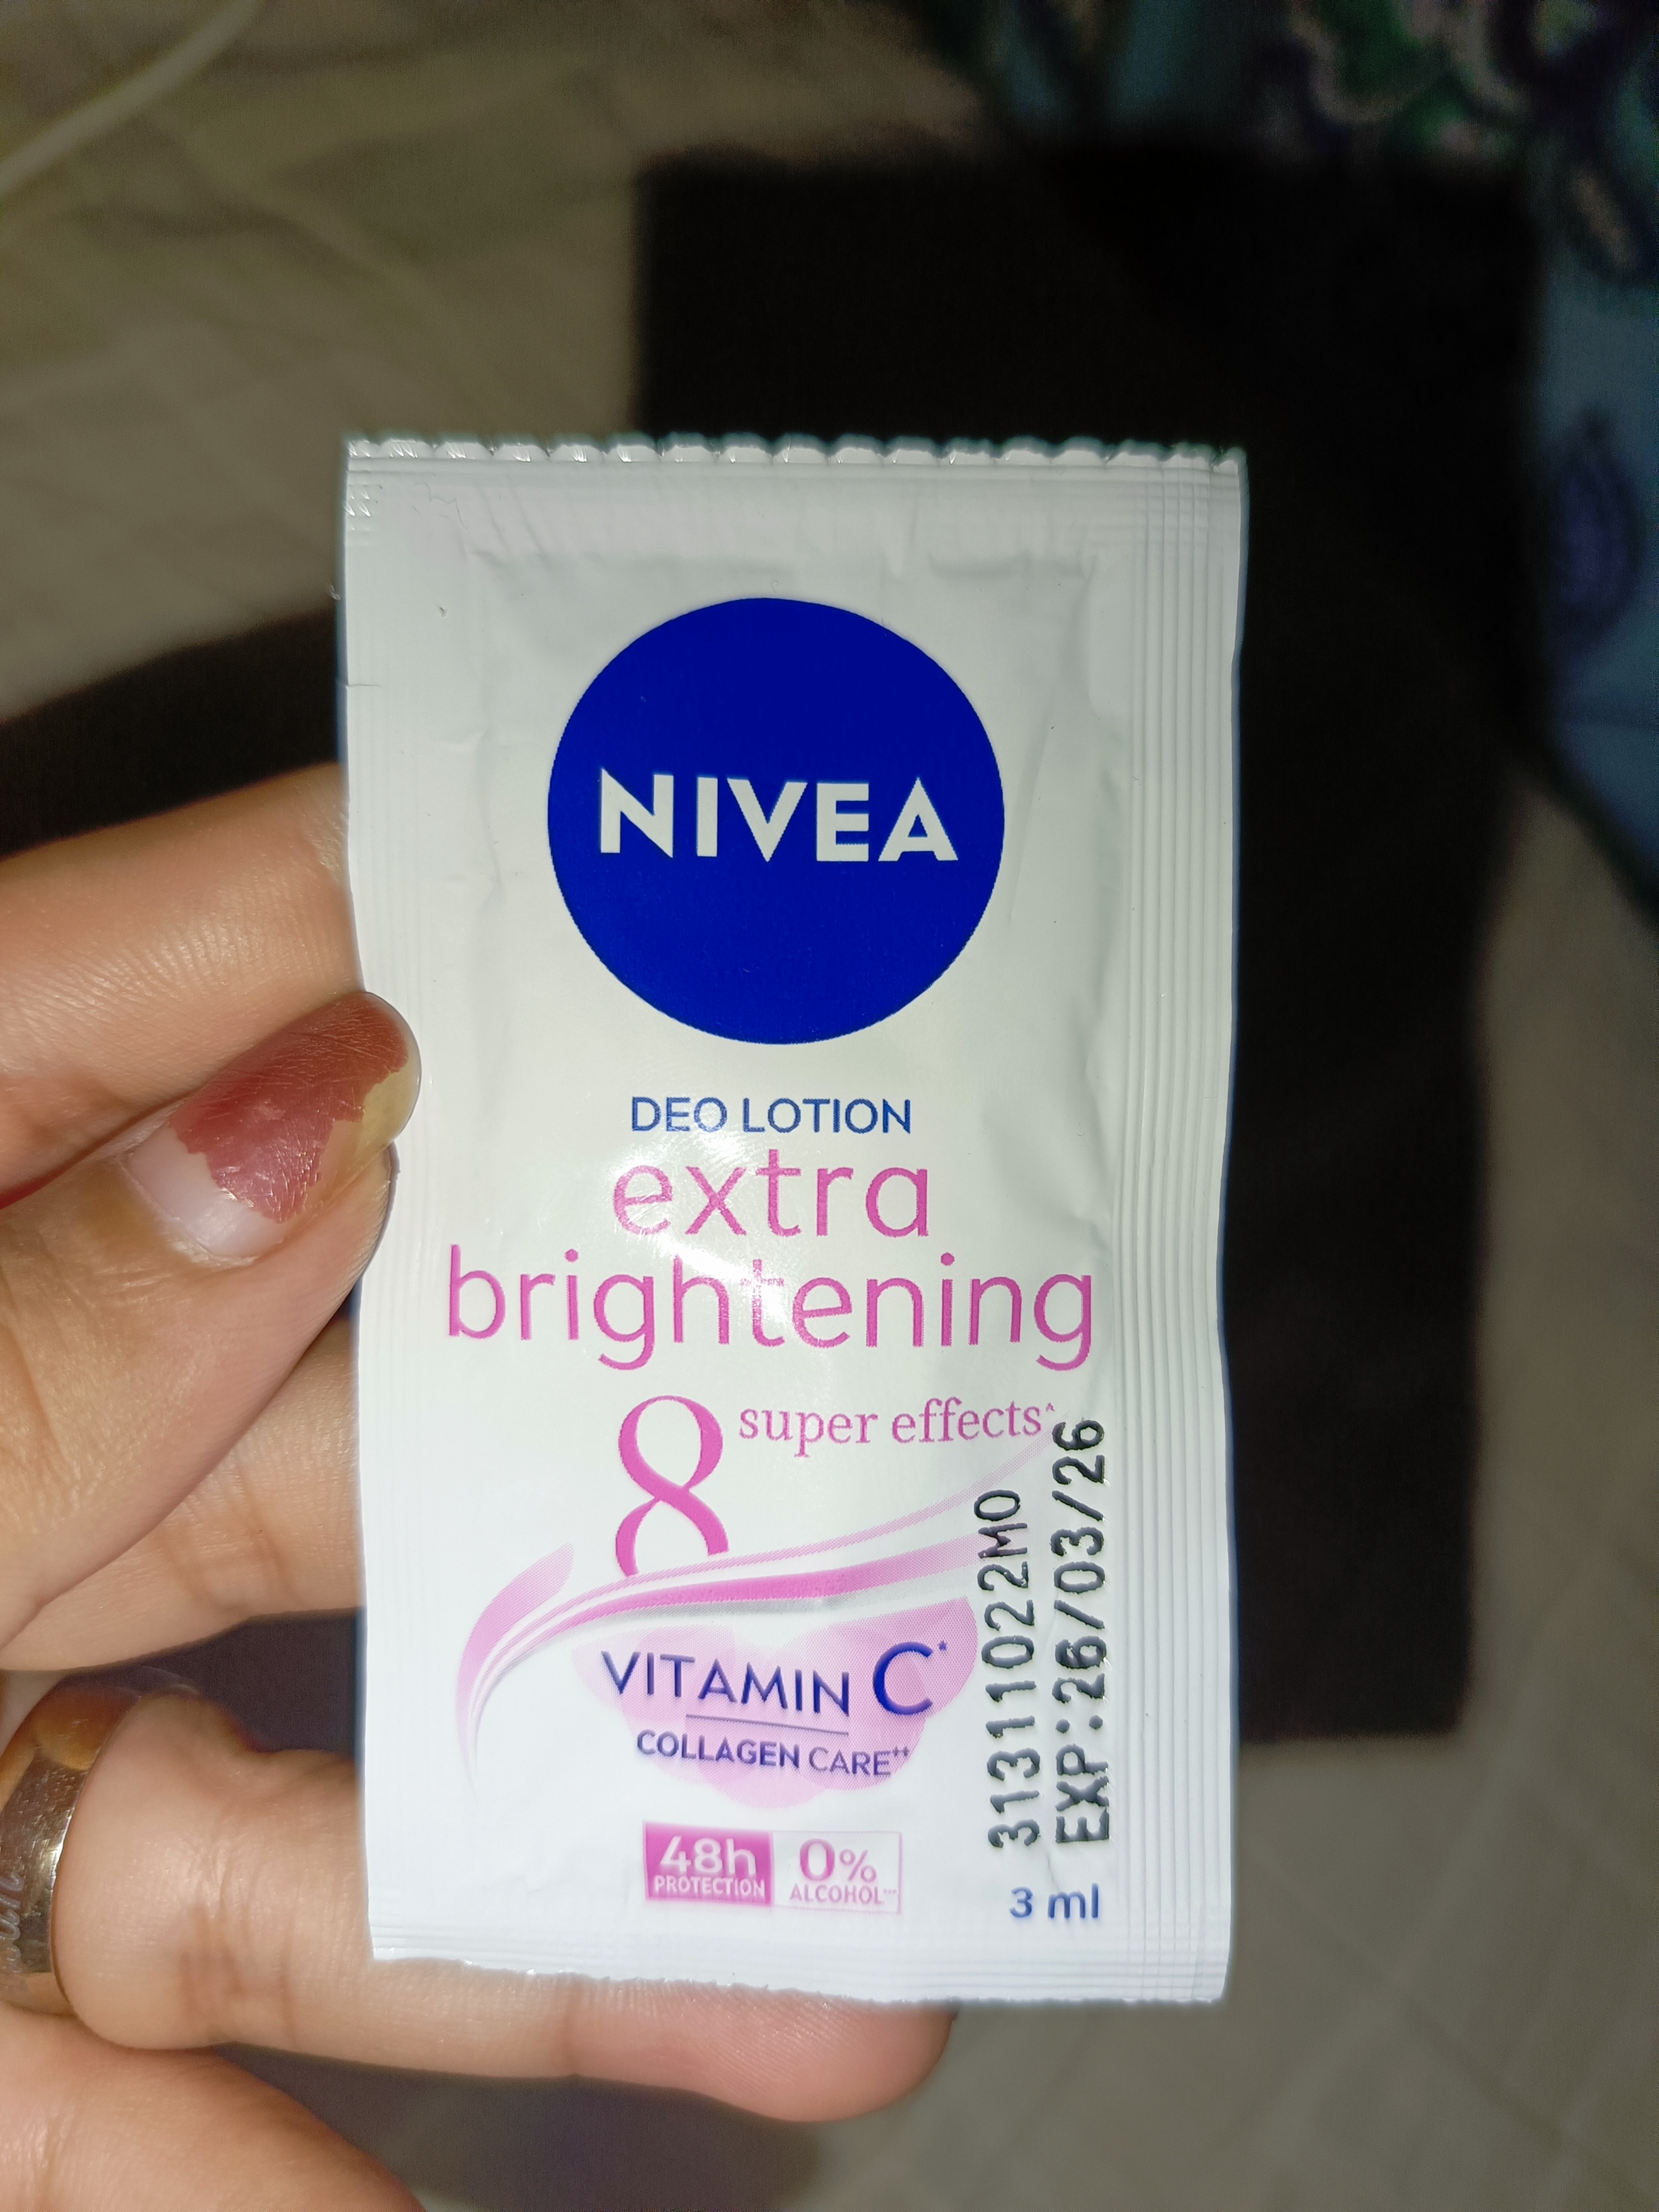 NIVEA
DEO LOTION
extra
brightening
8 super effects^
VITAMIN C*
COLLAGEN CARE++
48h
PROTECTION
0%
ALCOHOL***
31311022M0
EXP:26/03/26
3 ml